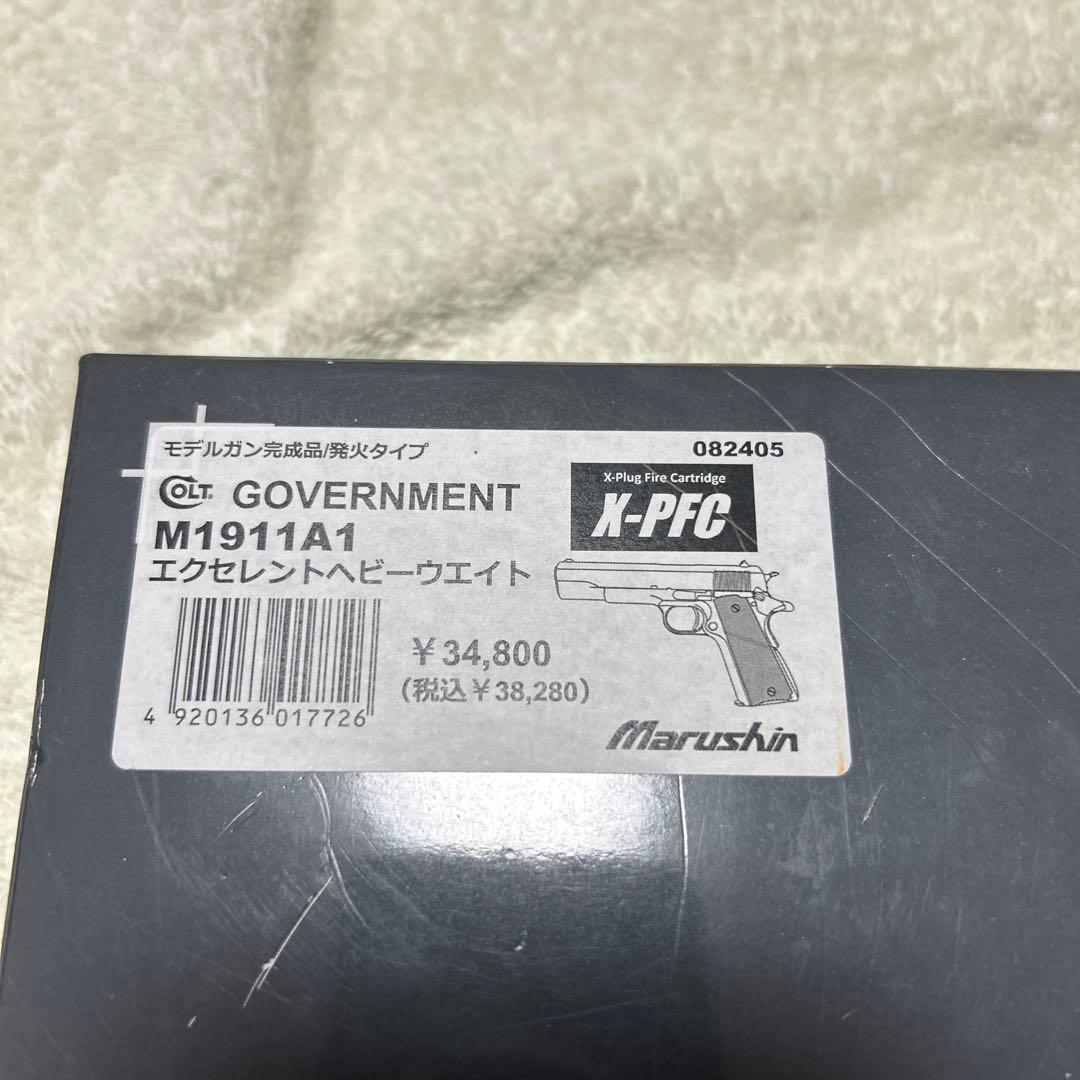 モデルガン完成品/発火タイプ
082405
COLT. GOVERNMENT
X-Plug Fire Cartridge
X-PFC
M1911A1
エクセレントヘビーウエイト
￥34,800
(税込￥38,280)
4 920136 017726
Marushin